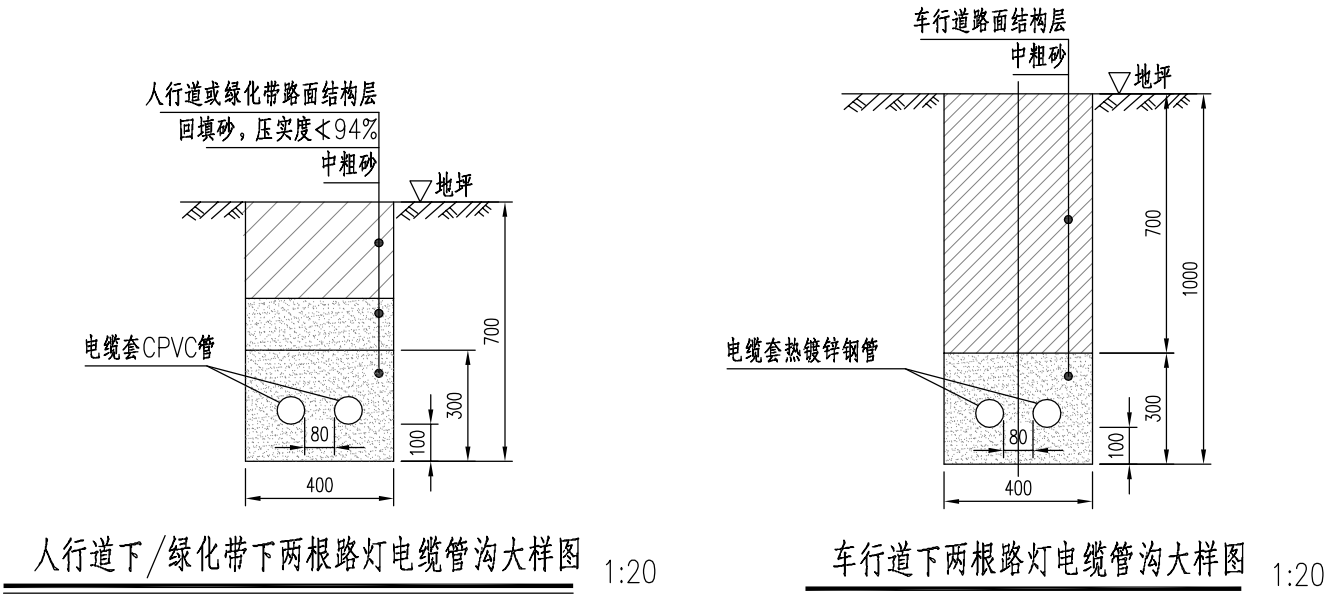 人行道或绿化带路面结构层
回填砂，压实度≮94%
中粗砂
地坪
电缆套CPVC管
700
300
100
80
400
人行道下/绿化带下两根路灯电缆管沟大样图
1:20
车行道路面结构层
中粗砂
地坪
700
1000
电缆套热镀锌钢管
300
100
80
400
车行道下两根路灯电缆管沟大样图
1:20